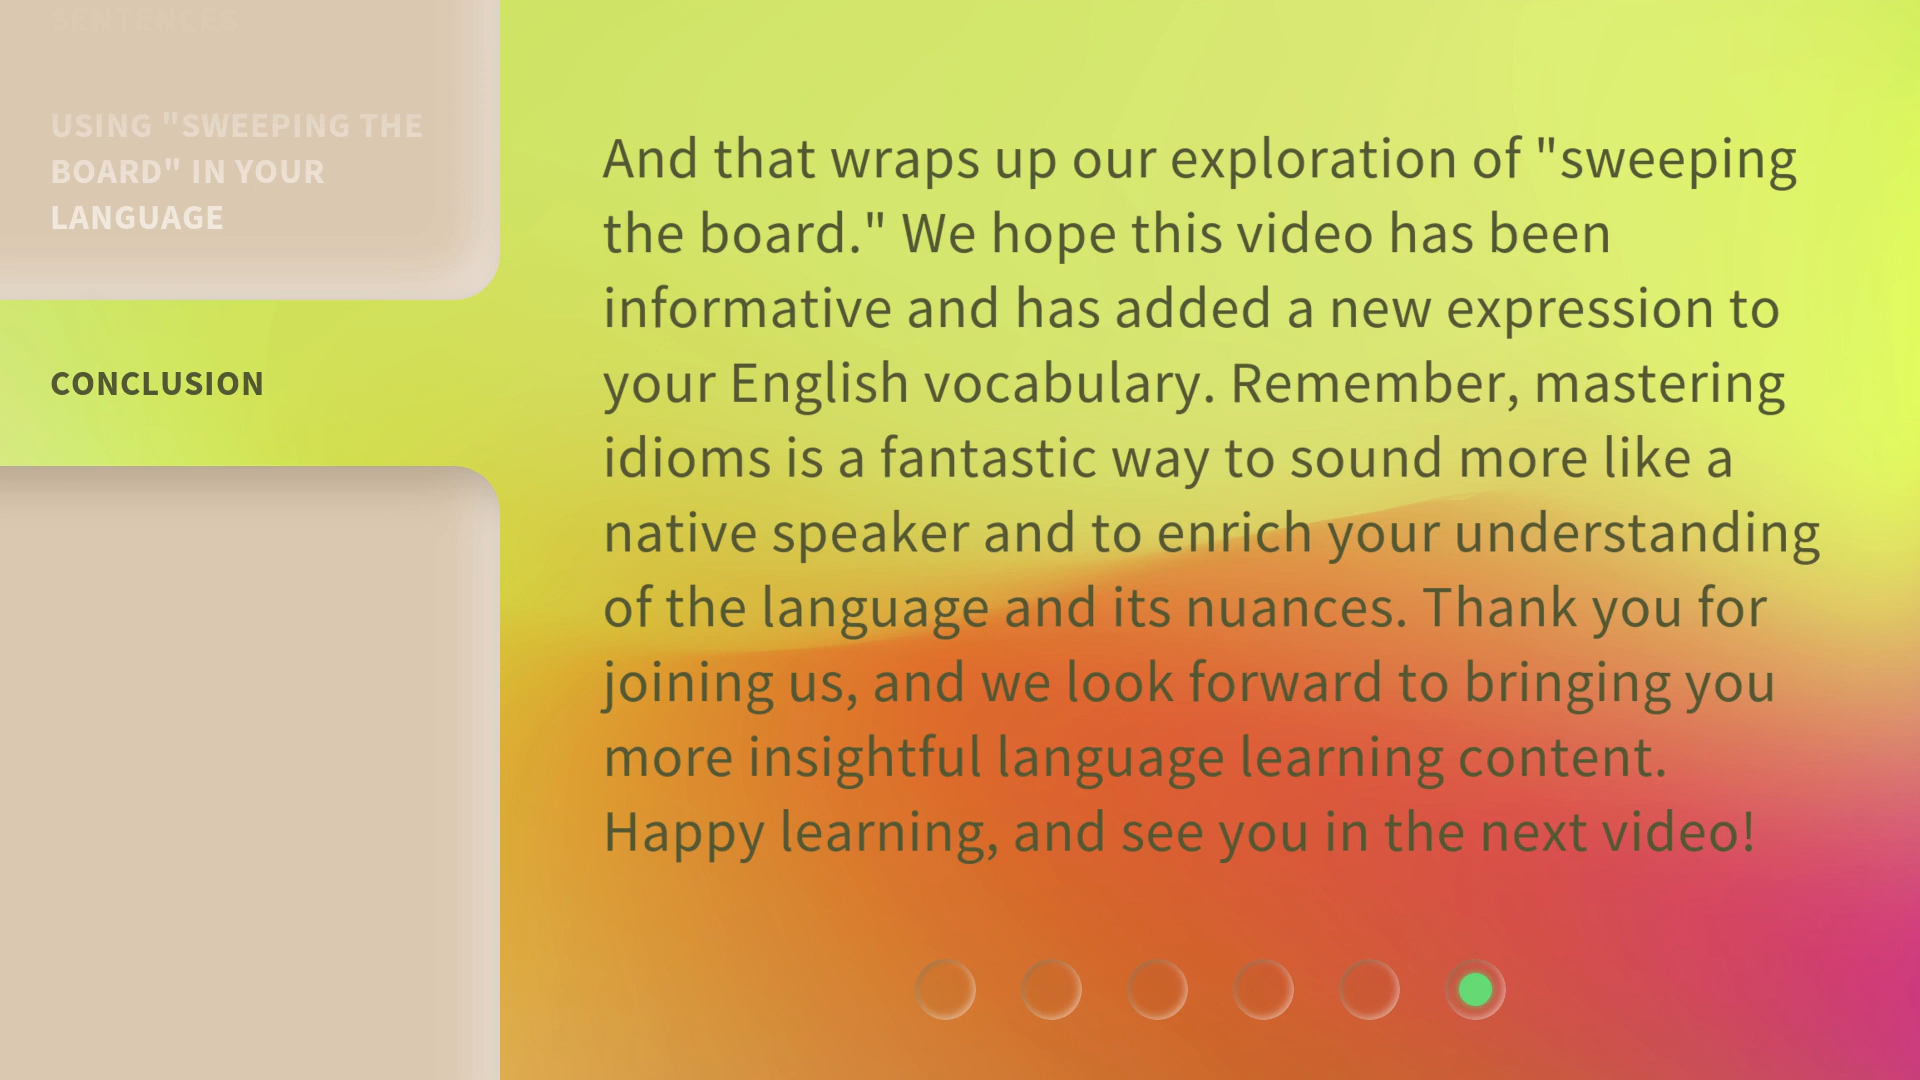 SENTENCES
USING "SWEEPING THE
BOARD" IN YOUR
LANGUAGE
CONCLUSION
And that wraps up our exploration of "sweeping
the board." We hope this video has been
informative and has added a new expression to
your English vocabulary. Remember, mastering
idioms is a fantastic way to sound more like a
native speaker and to enrich your understanding
of the language and its nuances. Thank you for
joining us, and we look forward to bringing you
more insightful language learning content.
Happy learning, and see you in the next video!